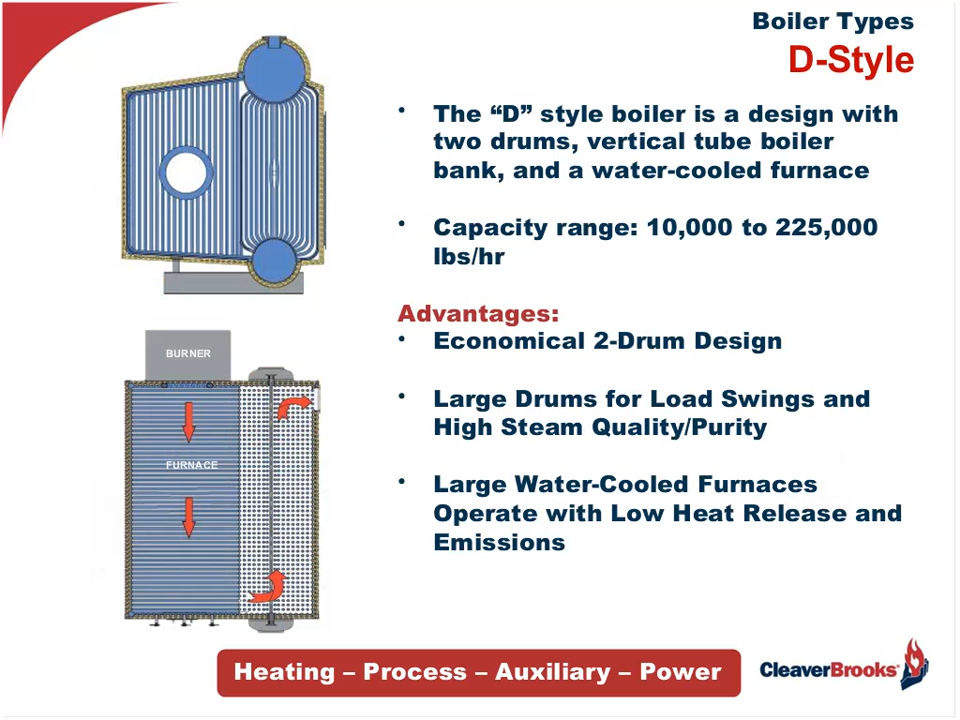 Boiler Types
D-Style
• The “D” style boiler is a design with
two drums, vertical tube boiler
bank, and a water-cooled furnace
• Capacity range: 10,000 to 225,000
lbs/hr
Advantages:
• Economical 2-Drum Design
• Large Drums for Load Swings and
High Steam Quality/Purity
• Large Water-Cooled Furnaces
Operate with Low Heat Release and
Emissions
BURNER
FURNACE
Heating – Process – Auxiliary – Power
CleaverBrooks